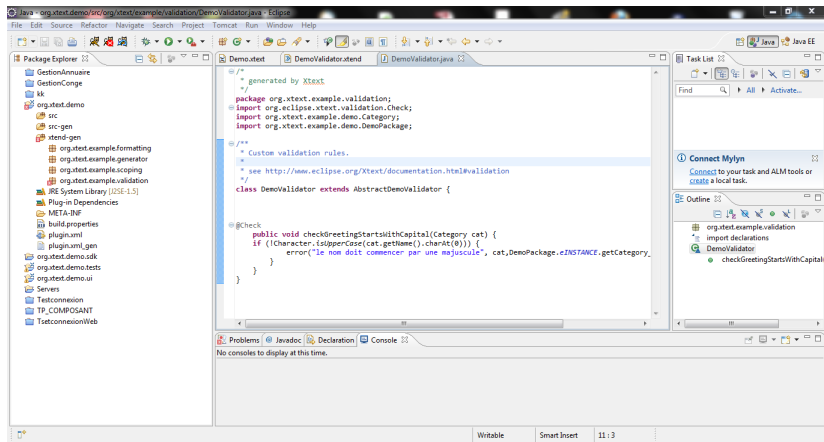 Java - org.xtext.demo/src/org/xtext/example/validation/DemoValidator.java - Eclipse
File Edit Source Refactor Navigate Search Project Tomcat Run Window Help
Java Java EE
Package Explorer
GestionAnnuaire
GestionConge
kk
org.xtext.demo
src
src-gen
xtend-gen
org.xtext.example.formatting
org.xtext.example.generator
org.xtext.example.scoping
org.xtext.example.validation
JRE System Library [J2SE-1.5]
Plug-in Dependencies
META-INF
build.properties
plugin.xml
plugin.xml_gen
org.xtext.demo.sdk
org.xtext.demo.tests
org.xtext.demo.ui
Servers
Testconnexion
TP_COMPOSANT
TsetconnexionWeb
Demo.xtext DemoValidator.xtend DemoValidator.java
/*
* generated by Xtext
*/
package org.xtext.example.validation;
import org.eclipse.xtext.validation.Check;
import org.xtext.example.demo.Category;
import org.xtext.example.demo.DemoPackage;
/**
* Custom validation rules.
*
* see http://www.eclipse.org/Xtext/documentation.html#validation
*/
class DemoValidator extends AbstractDemoValidator {
@Check
public void checkGreetingStartsWithCapital(Category cat) {
if (!Character.isUpperCase(cat.getName().charAt(0))) {
error("le nom doit commencer par une majuscule", cat,DemoPackage.eINSTANCE.getCategory_
}
}
}
Task List
Find All Activate...
Connect Mylyn
Connect to your task and ALM tools or
create a local task.
Outline
org.xtext.example.validation
import declarations
DemoValidator
checkGreetingStartsWithCapital
Problems Javadoc Declaration Console
No consoles to display at this time.
Writable Smart Insert 11 : 3